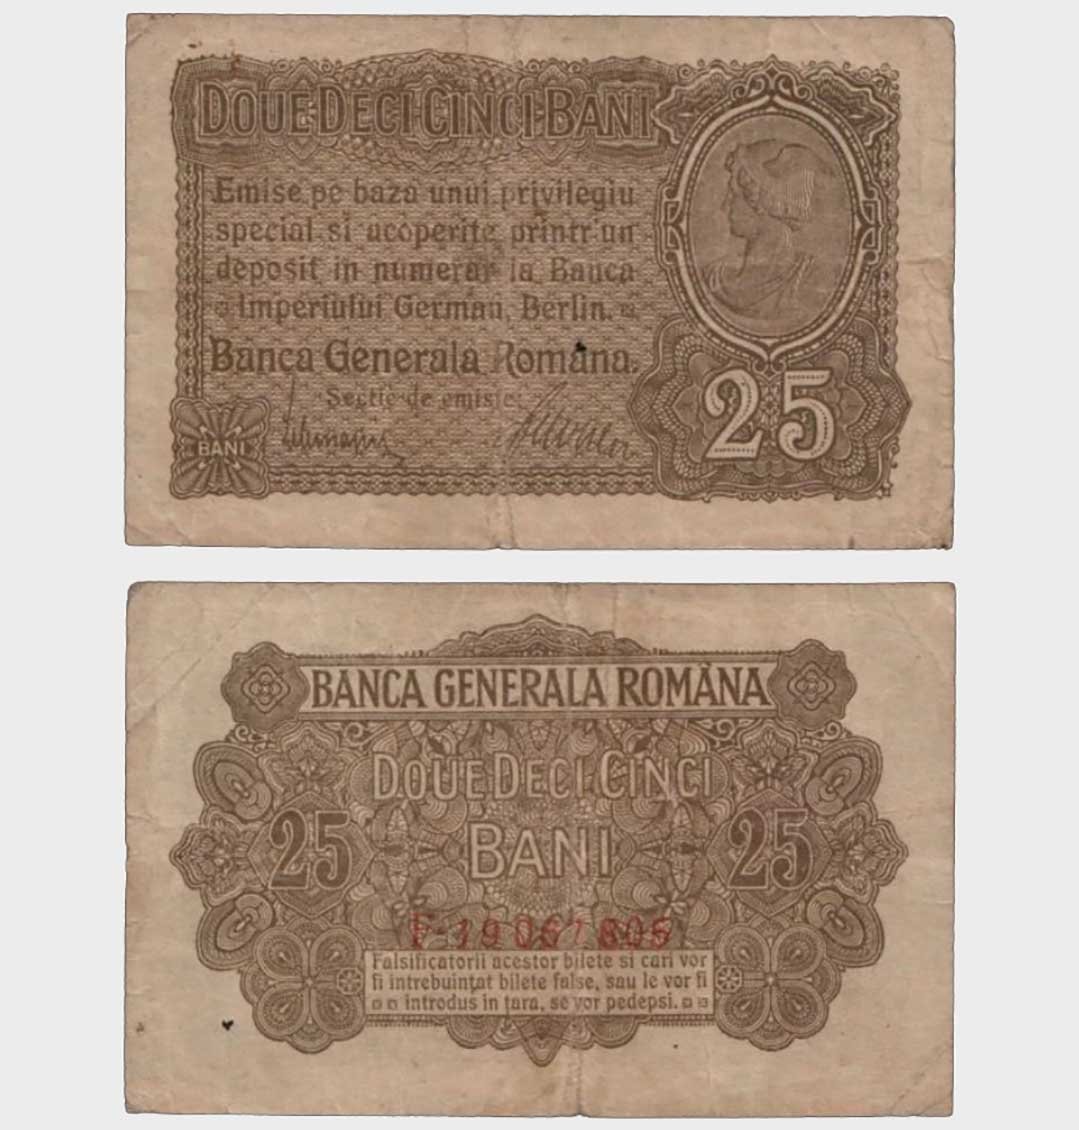 DOUE DECI CINCI BANI
Emise pe baza unui privilegiu
special si acoperite printr'un
deposit in numerar la Banca
Imperiului German, Berlin.
Banca Generala Romăna.
Sectie de emisie:
BANI
25
BANCA GENERALA ROMĂNA
DOUE DECI CINCI
BANI
25 25
F-19067805
Falsificatorii acestor bilete si cari vor
fi intrebuințat bilete false, sau le vor fi
introdus in țara, se vor pedepsi.